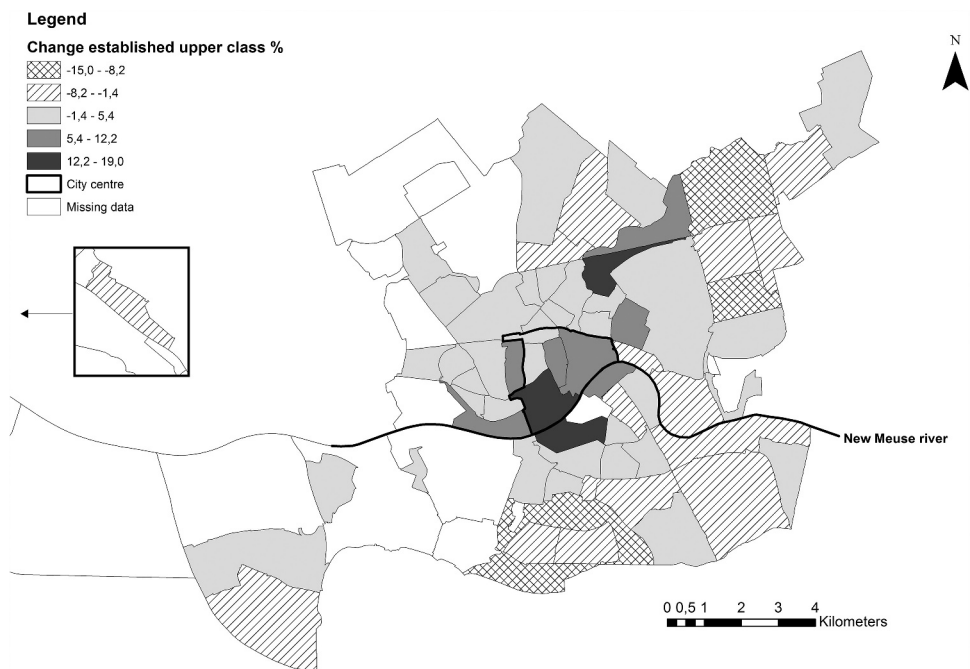 Legend
Change established upper class %
-15,0 - -8,2
-8,2 - -1,4
-1,4 - 5,4
5,4 - 12,2
12,2 - 19,0
City centre
Missing data
N
New Meuse river
0 0,5 1 2 3 4
Kilometers